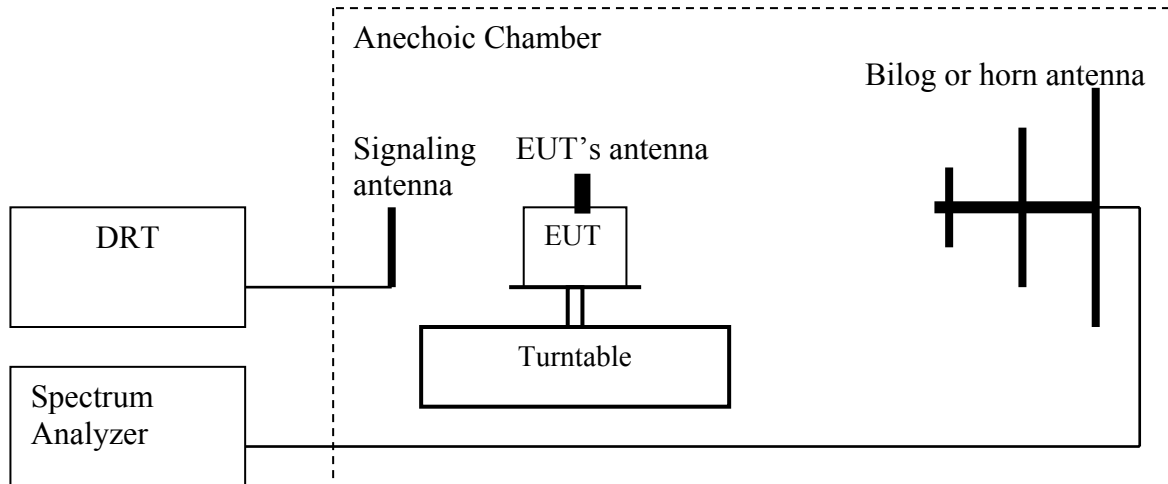 Anechoic Chamber
Bilog or horn antenna
Signaling
antenna
EUT’s antenna
DRT
EUT
Turntable
Spectrum
Analyzer